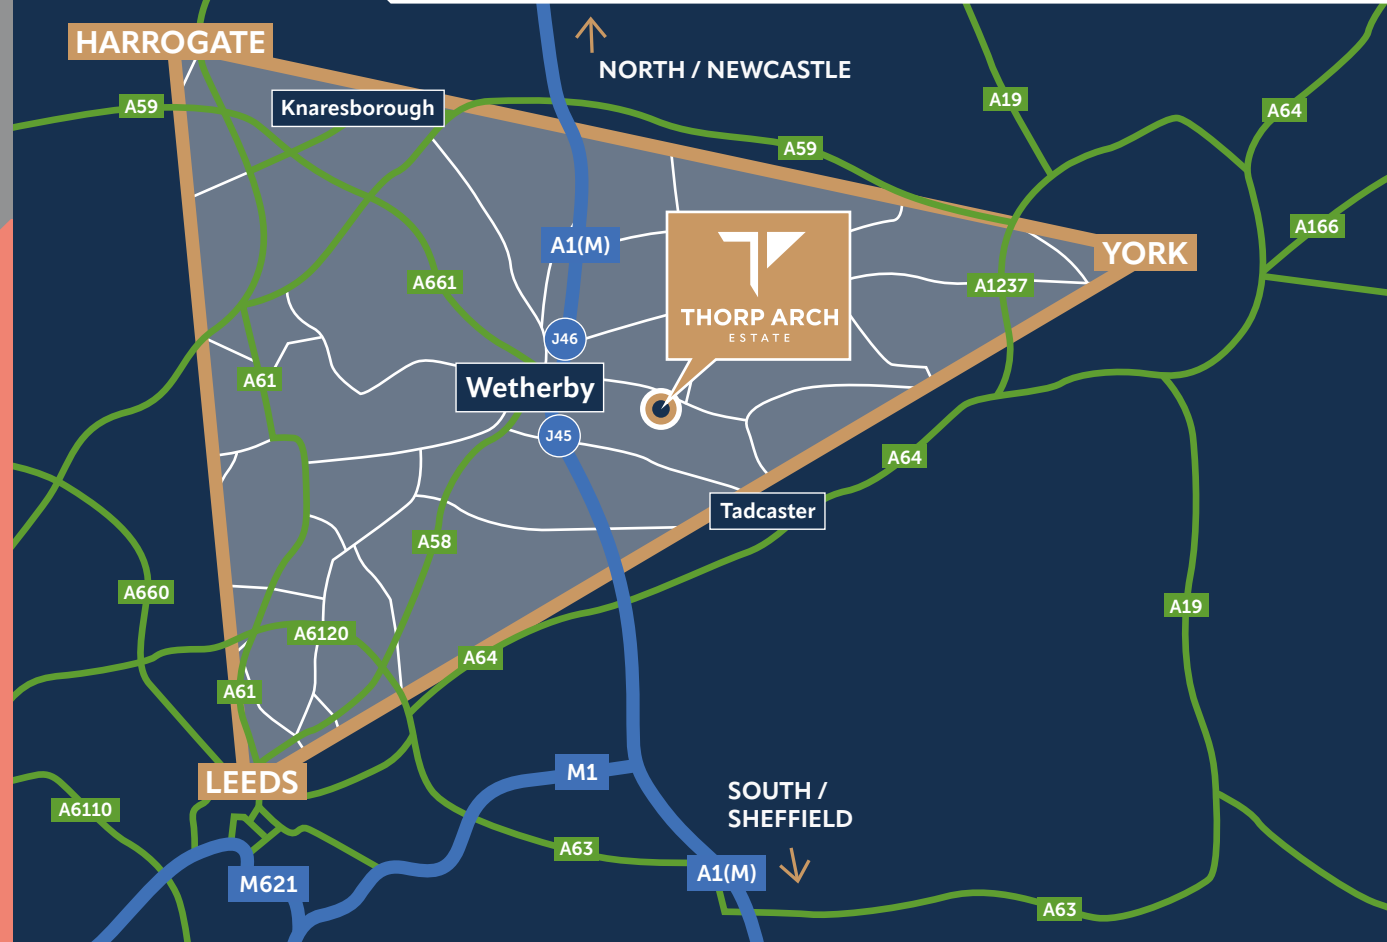 HARROGATE
NORTH / NEWCASTLE
A59
Knaresborough
A19
A64
A59
A166
A1(M)
YORK
A661
A1237
THORP ARCH
ESTATE
J46
A61
Wetherby
J45
A64
Tadcaster
A58
A660
A19
A6120
A64
A61
LEEDS
M1
SOUTH /
SHEFFIELD
A6110
A63
A1(M)
M621
A63